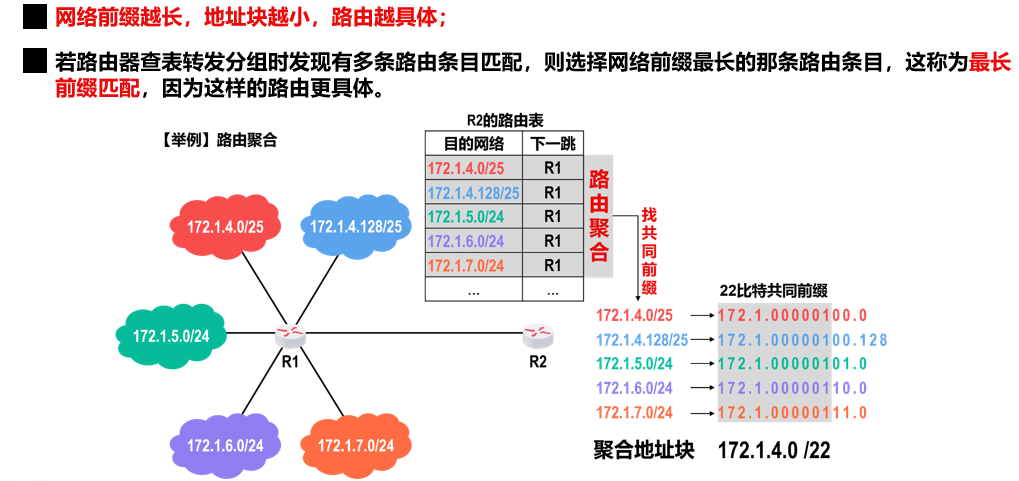 网络前缀越长，地址块越小，路由越具体；
若路由器查表转发分组时发现有多条路由条目匹配，则选择网络前缀最长的那条路由条目，这称为最长
前缀匹配，因为这样的路由更具体。
【举例】路由聚合
R2的路由表
目的网络 下一跳
172.1.4.0/25 R1
172.1.4.128/25 R1
172.1.5.0/24 R1
172.1.6.0/24 R1
172.1.7.0/24 R1
... ...
路由聚合
找共同前缀
172.1.4.0/25
172.1.4.128/25
172.1.5.0/24
R1
R2
172.1.6.0/24
172.1.7.0/24
22比特共同前缀
172.1.4.0/25 172.1.00000100.0
172.1.4.128/25 172.1.00000100.128
172.1.5.0/24 172.1.00000101.0
172.1.6.0/24 172.1.00000110.0
172.1.7.0/24 172.1.00000111.0
聚合地址块 172.1.4.0 /22